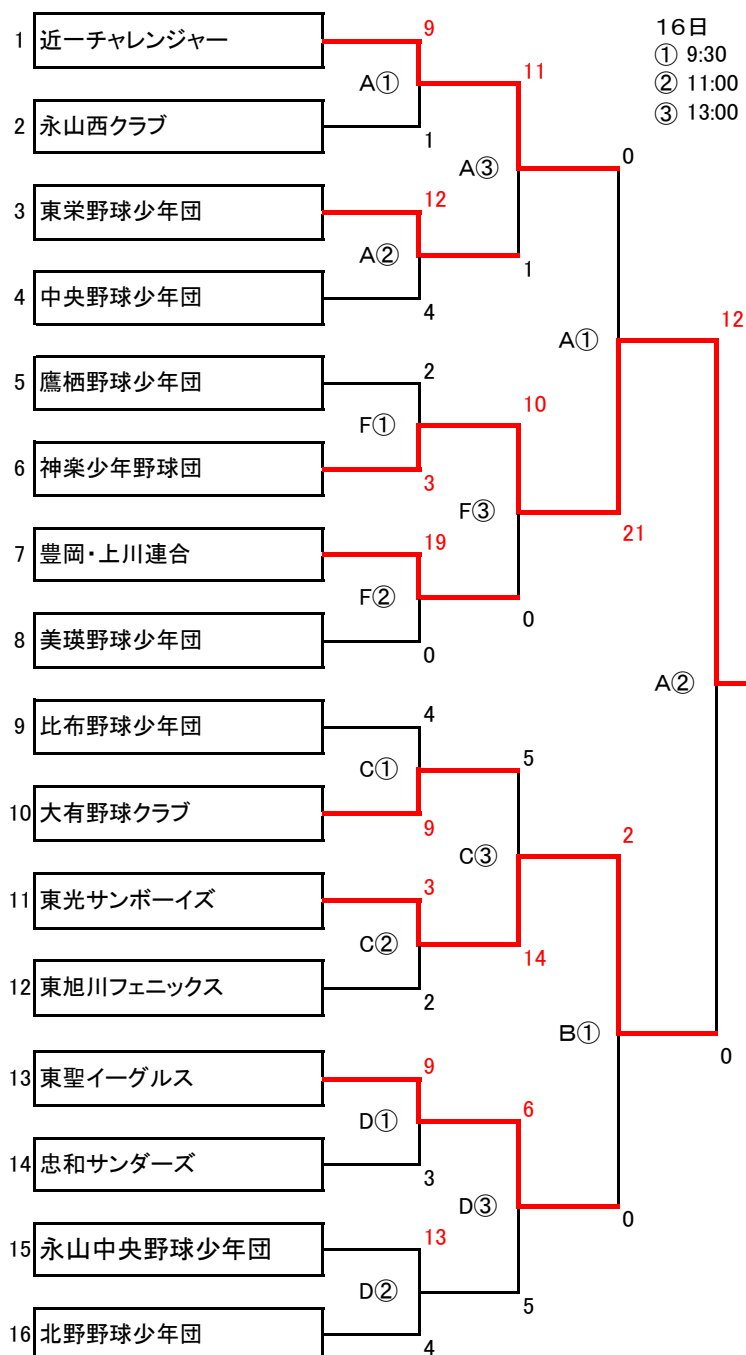 16日
① 9:30
② 11:00
③ 13:00
1 近一チャレンジャー
9
A①
11
2 永山西クラブ
1
A③
0
3 東栄野球少年団
12
A②
1
4 中央野球少年団
4
A①
12
5 鷹栖野球少年団
2
F①
10
6 神楽少年野球団
3
F③
21
7 豊岡・上川連合
19
F②
0
8 美瑛野球少年団
0
A②
9 比布野球少年団
4
C①
5
10 大有野球クラブ
9
C③
2
11 東光サンボーイズ
3
C②
14
12 東旭川フェニックス
2
B①
0
13 東聖イーグルス
9
D①
6
14 忠和サンダーズ
3
D③
0
15 永山中央野球少年団
13
D②
5
16 北野野球少年団
4